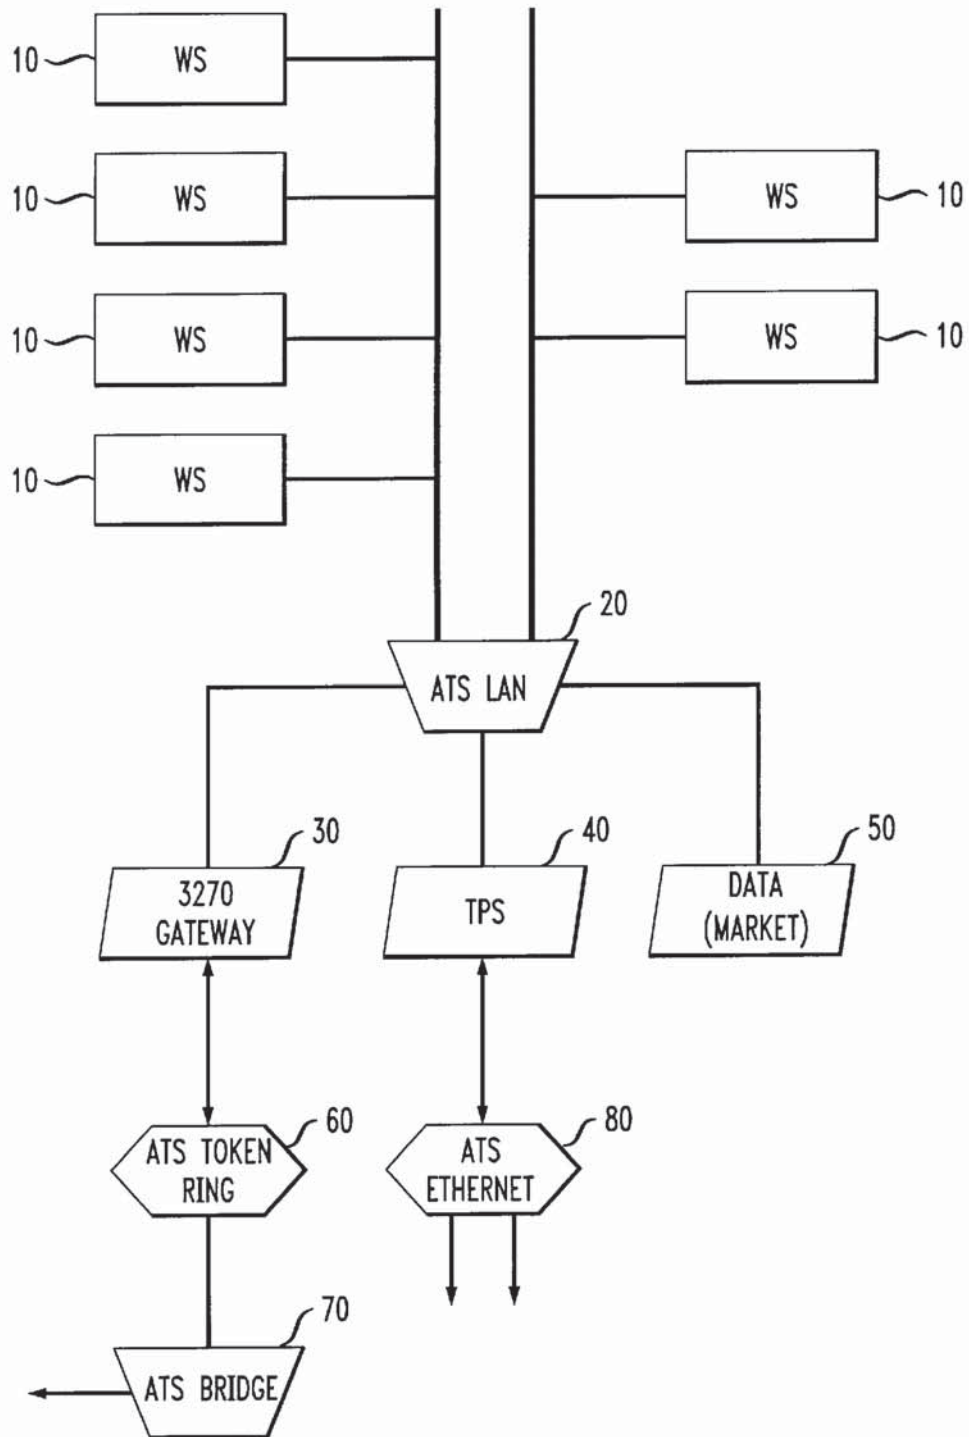 10 WS
10 WS
WS 10
10 WS
WS 10
10 WS
20
ATS LAN
30
40
50
3270
GATEWAY
TPS
DATA
(MARKET)
60
80
ATS TOKEN
RING
ATS
ETHERNET
70
ATS BRIDGE